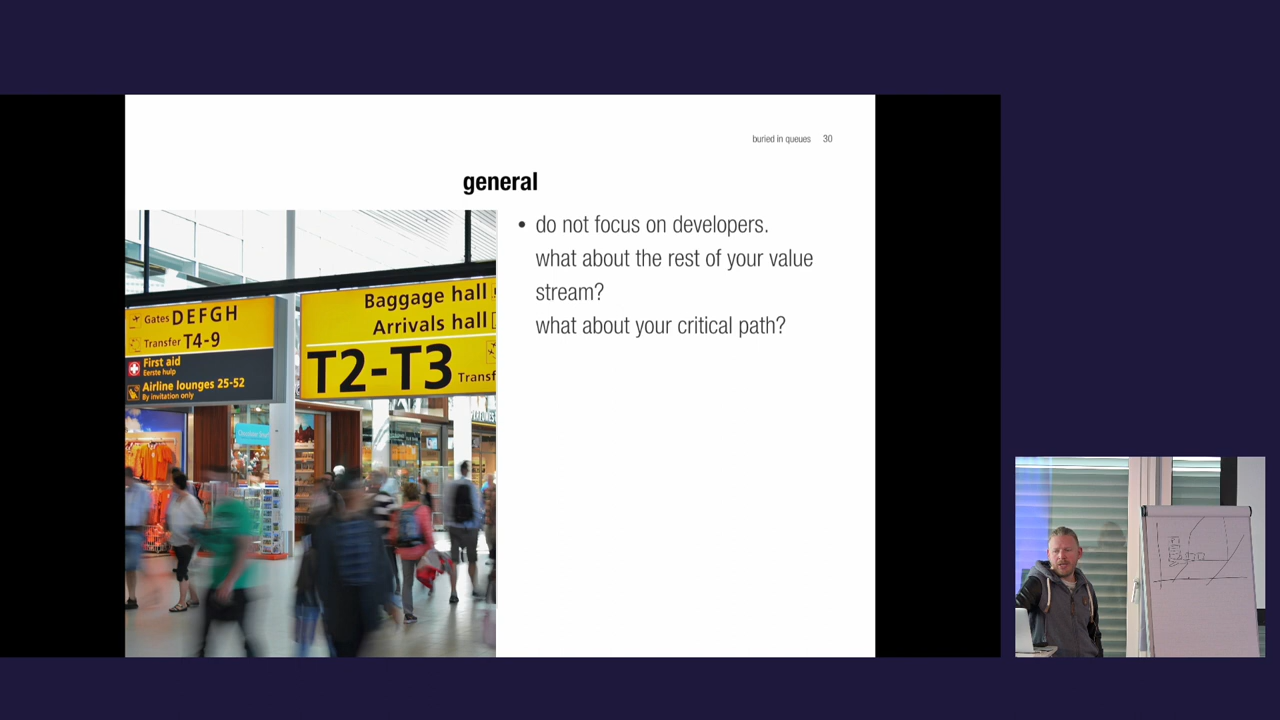 buried in queues 30
general
• do not focus on developers.
what about the rest of your value
stream?
what about your critical path?
Gates DEFGH
Transfer T4-9
First aid
Eerste hulp
Airline lounges 25-52
By invitation only
Baggage hall
Arrivals hall
T2-T3 Transf